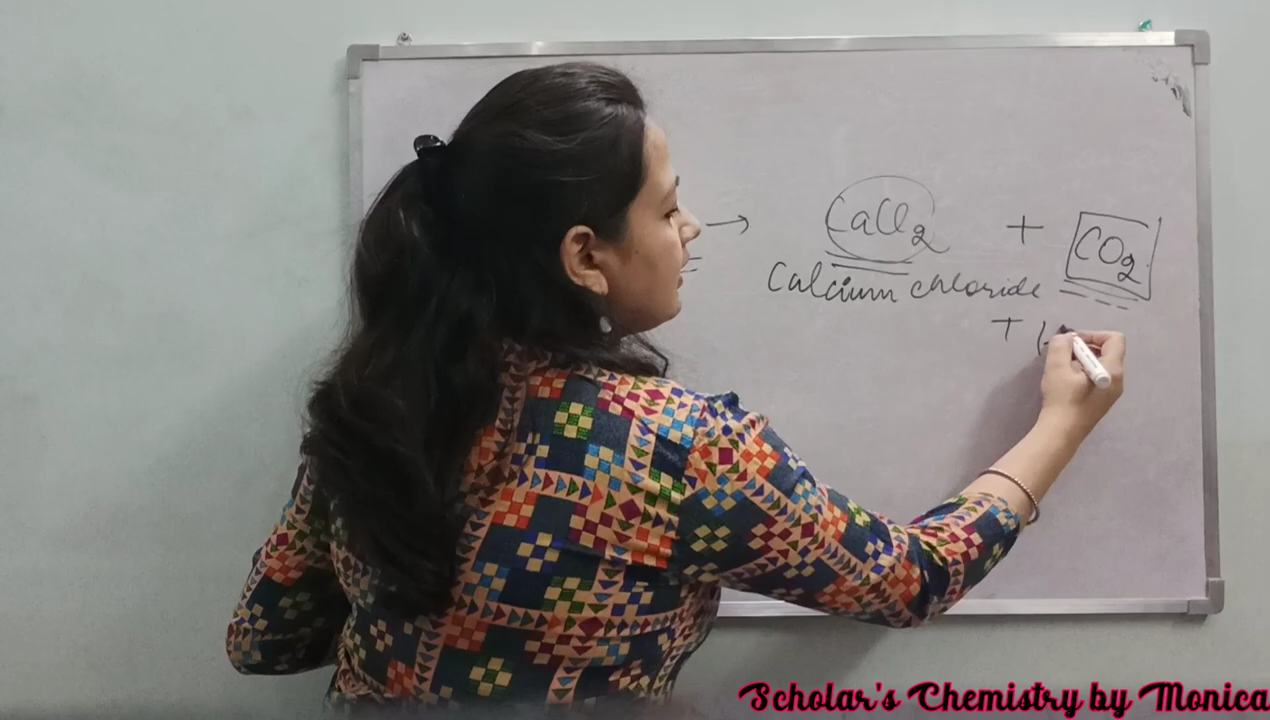 → CaCl₂ + CO₂
Calcium chloride
+
Scholar's Chemistry by Monica